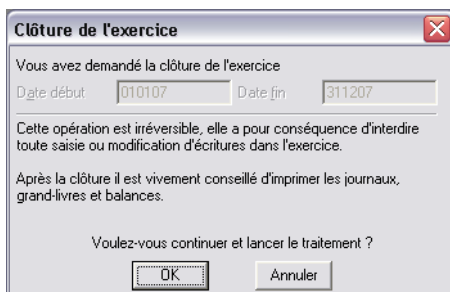 Clôture de l'exercice
Vous avez demandé la clôture de l'exercice
Date début 010107 Date fin 311207
Cette opération est irréversible, elle a pour conséquence d'interdire
toute saisie ou modification d'écritures dans l'exercice.
Après la clôture il est vivement conseillé d'imprimer les journaux,
grand-livres et balances.
Voulez-vous continuer et lancer le traitement ?
OK Annuler